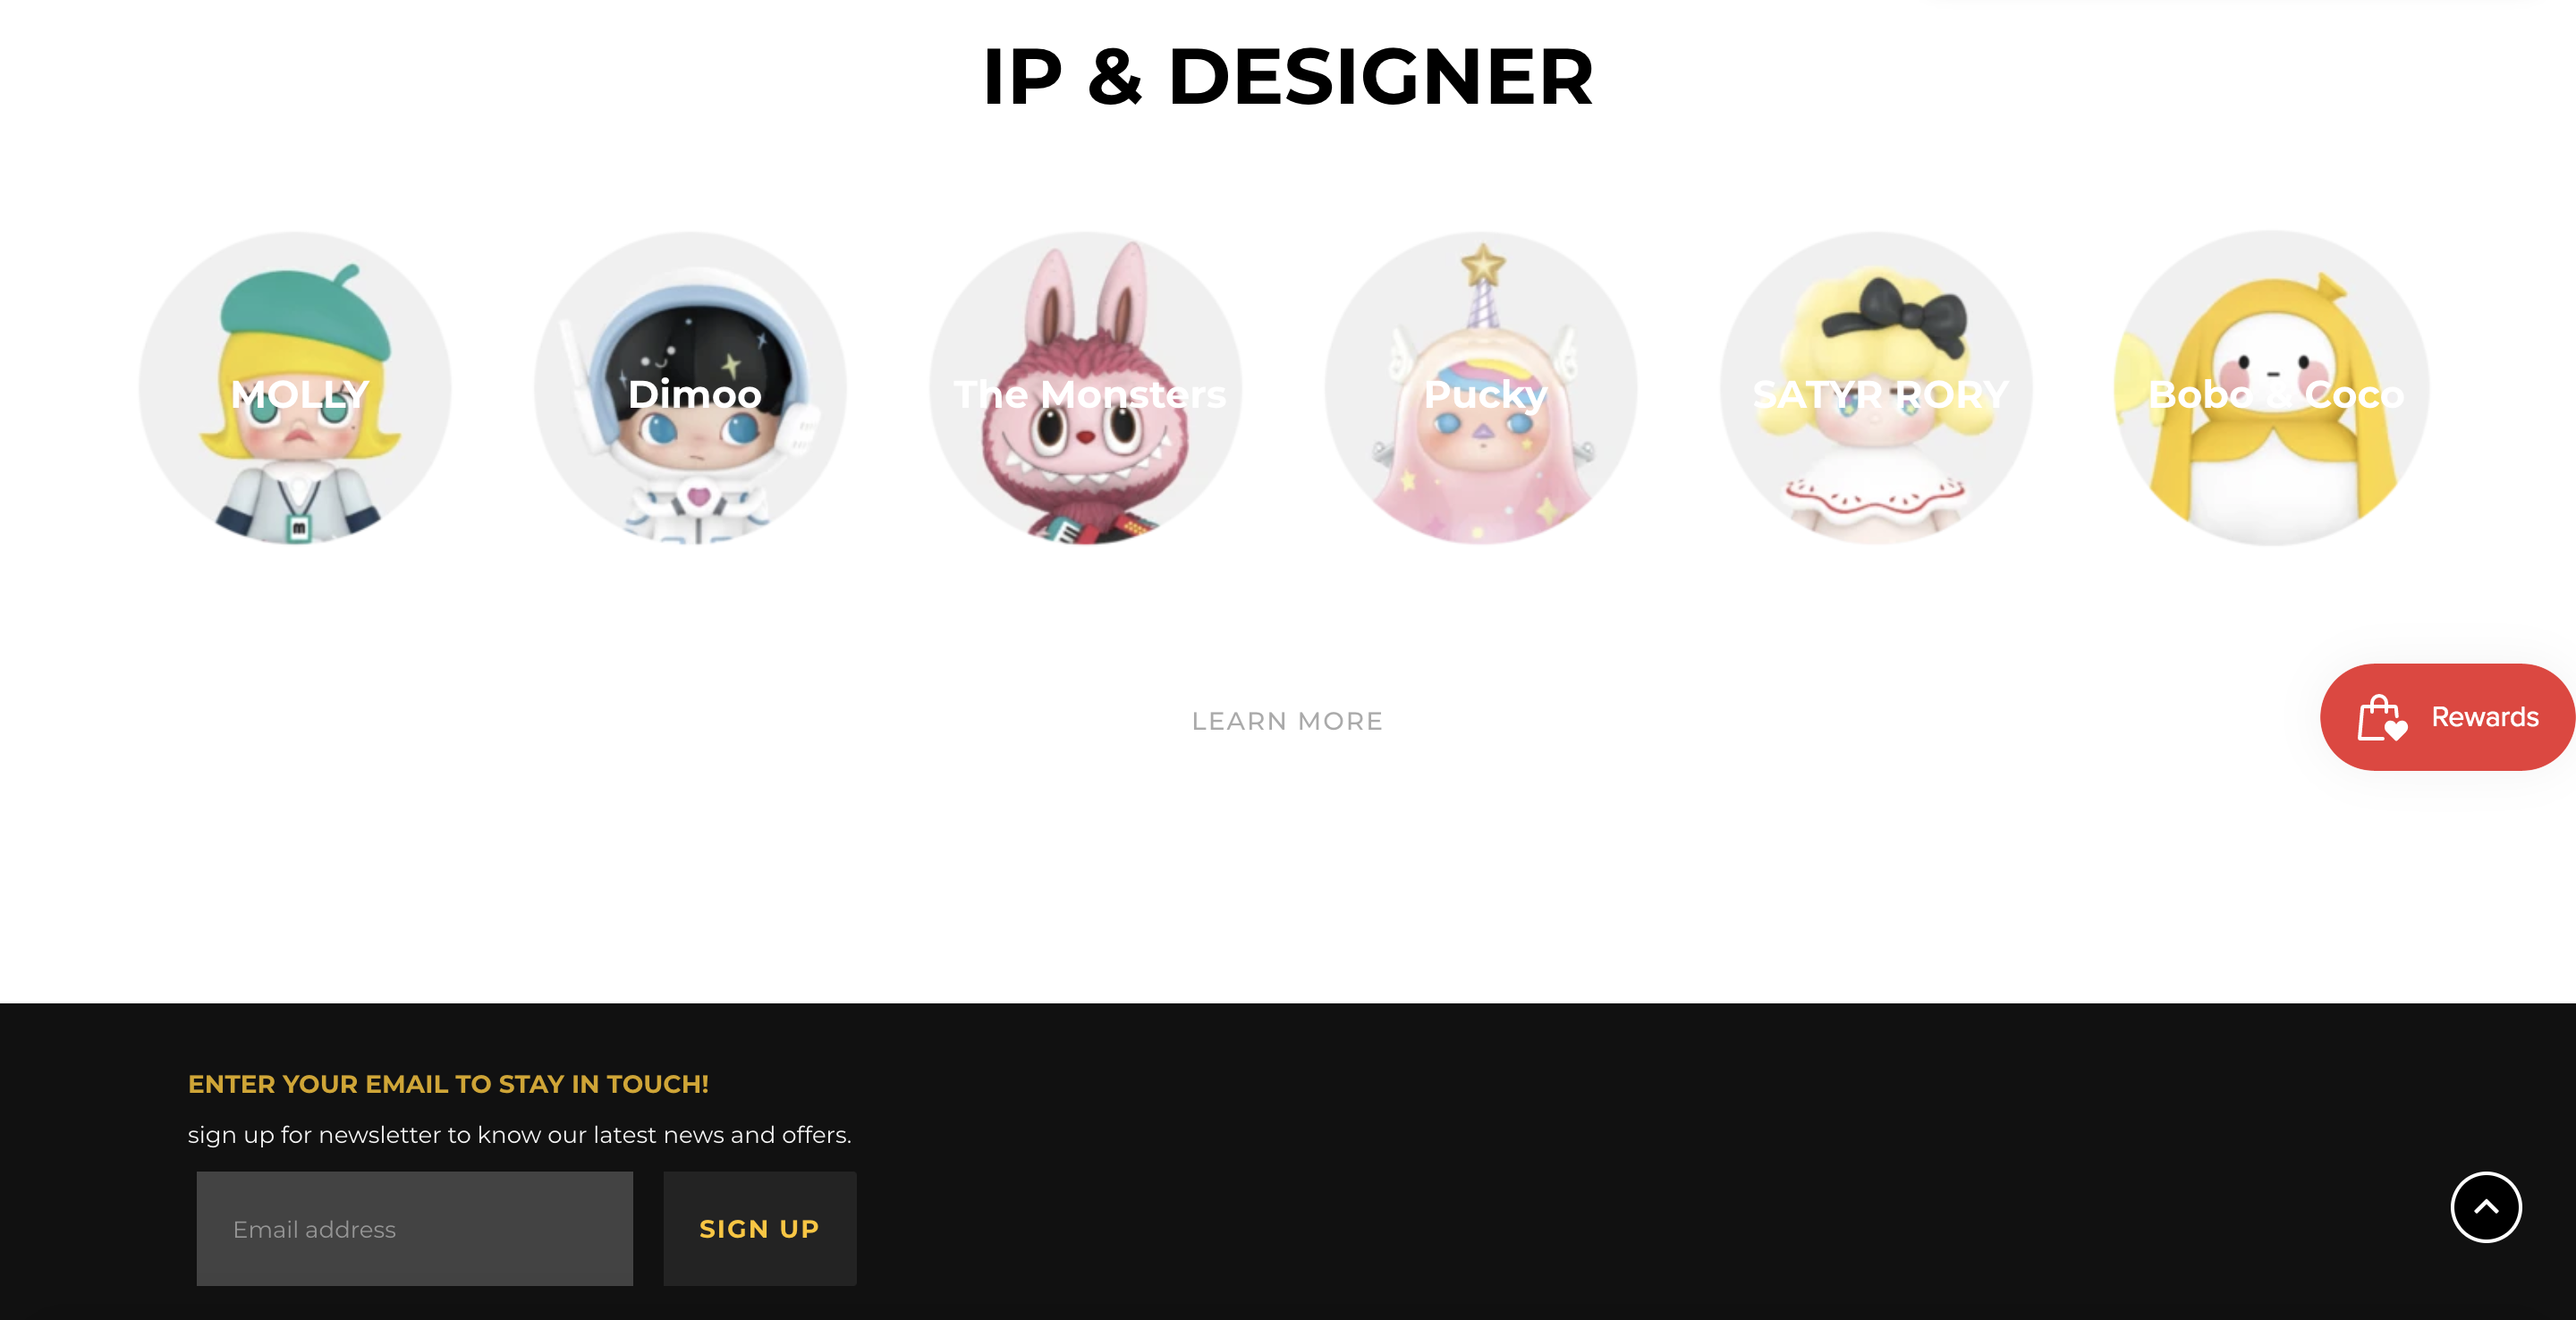 IP & DESIGNER
MOLLY
Dimoo
The Monsters
Pucky
SATYR RORY
Bobo & Coco
m
LEARN MORE
Rewards
ENTER YOUR EMAIL TO STAY IN TOUCH!
sign up for newsletter to know our latest news and offers.
Email address
SIGN UP